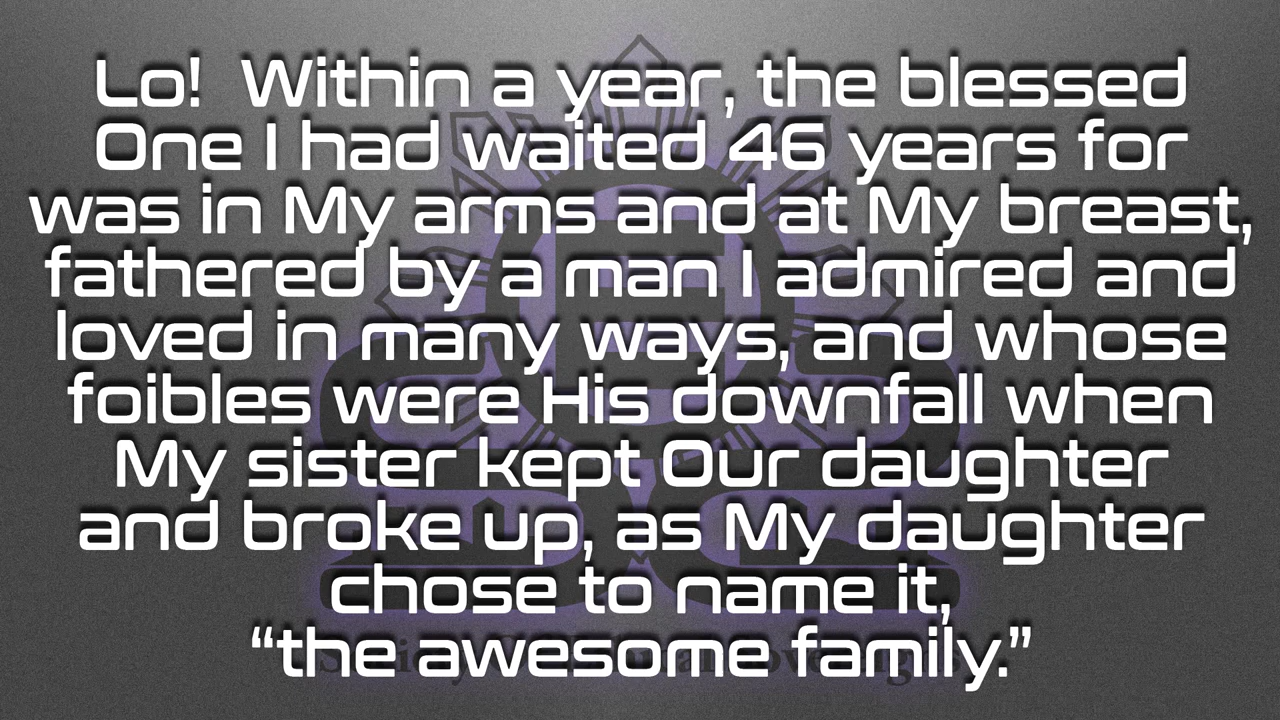 Lo!  Within a year, the blessed
One I had waited 46 years for
was in My arms and at My breast,
fathered by a man I admired and
loved in many ways, and whose
foibles were His downfall when
My sister kept Our daughter
and broke up, as My daughter
chose to name it,
“the awesome family.”